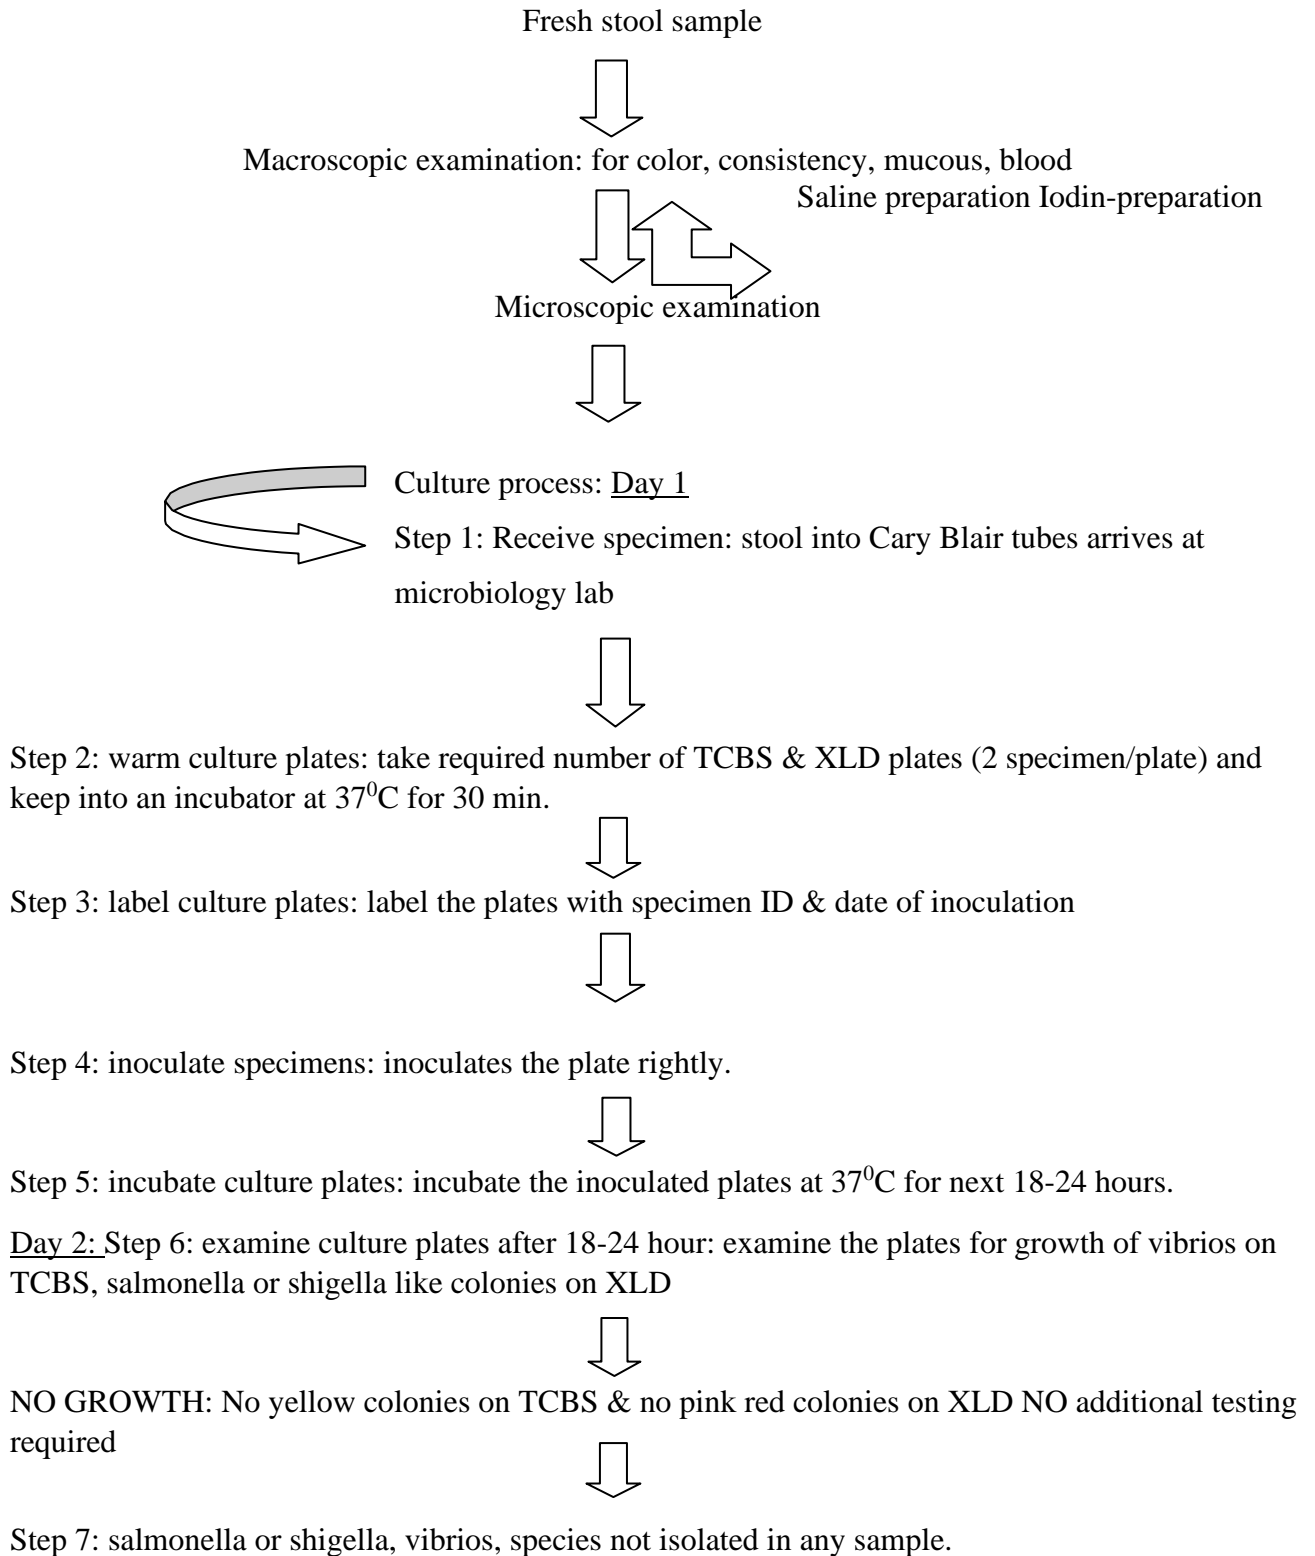 Fresh stool sample
Macroscopic examination: for color, consistency, mucous, blood
Saline preparation Iodin-preparation
Microscopic examination
Culture process: Day 1
Step 1: Receive specimen: stool into Cary Blair tubes arrives at
microbiology lab
Step 2: warm culture plates: take required number of TCBS & XLD plates (2 specimen/plate) and
keep into an incubator at 37⁰C for 30 min.
Step 3: label culture plates: label the plates with specimen ID & date of inoculation
Step 4: inoculate specimens: inoculates the plate rightly.
Step 5: incubate culture plates: incubate the inoculated plates at 37⁰C for next 18-24 hours.
Day 2: Step 6: examine culture plates after 18-24 hour: examine the plates for growth of vibrios on
TCBS, salmonella or shigella like colonies on XLD
NO GROWTH: No yellow colonies on TCBS & no pink red colonies on XLD NO additional testing
required
Step 7: salmonella or shigella, vibrios, species not isolated in any sample.